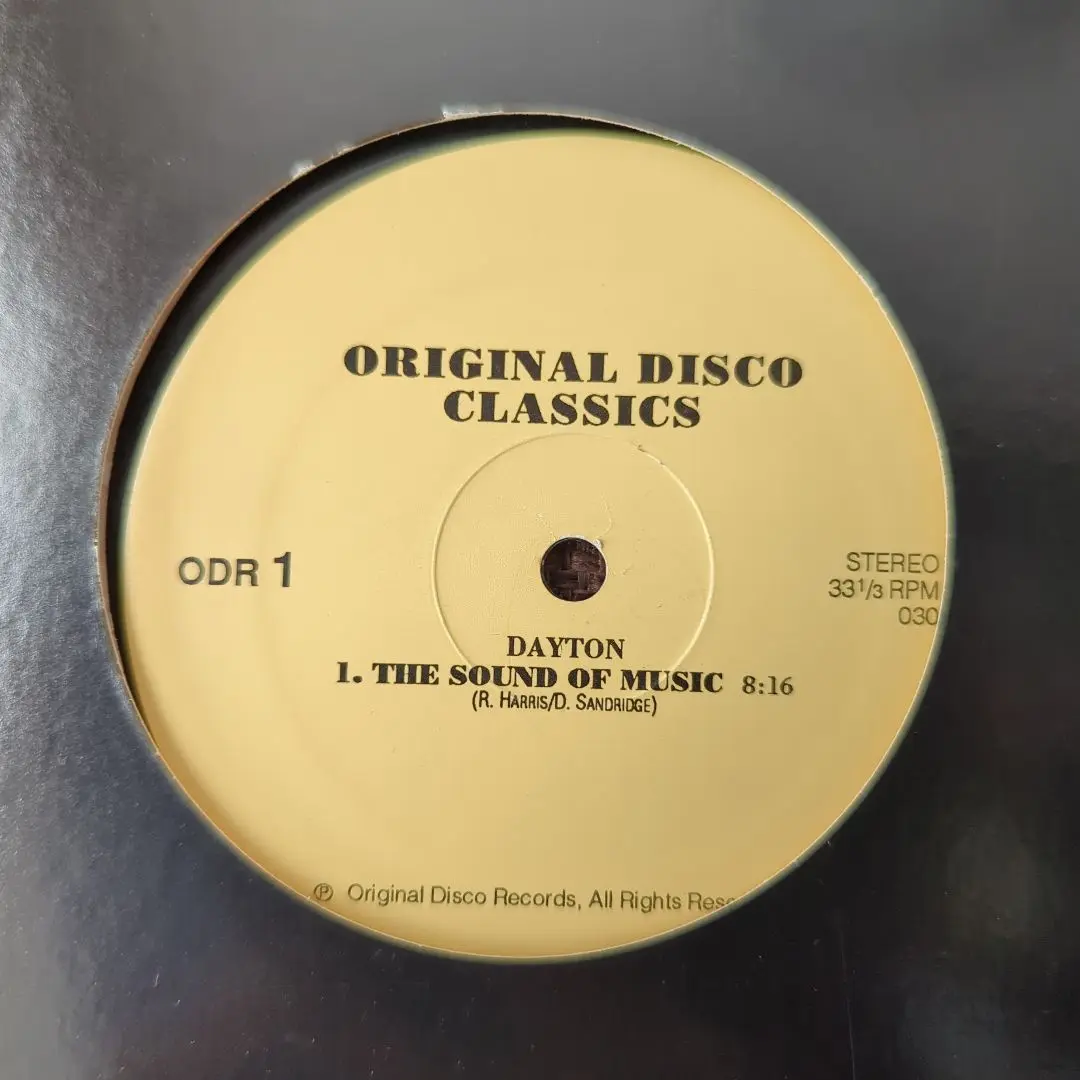 ORIGINAL DISCO
CLASSICS
ODR 1
STEREO
33⅓ RPM
030
DAYTON
1. THE SOUND OF MUSIC 8:16
(R. HARRIS/D. SANDRIDGE)
℗ Original Disco Records, All Rights